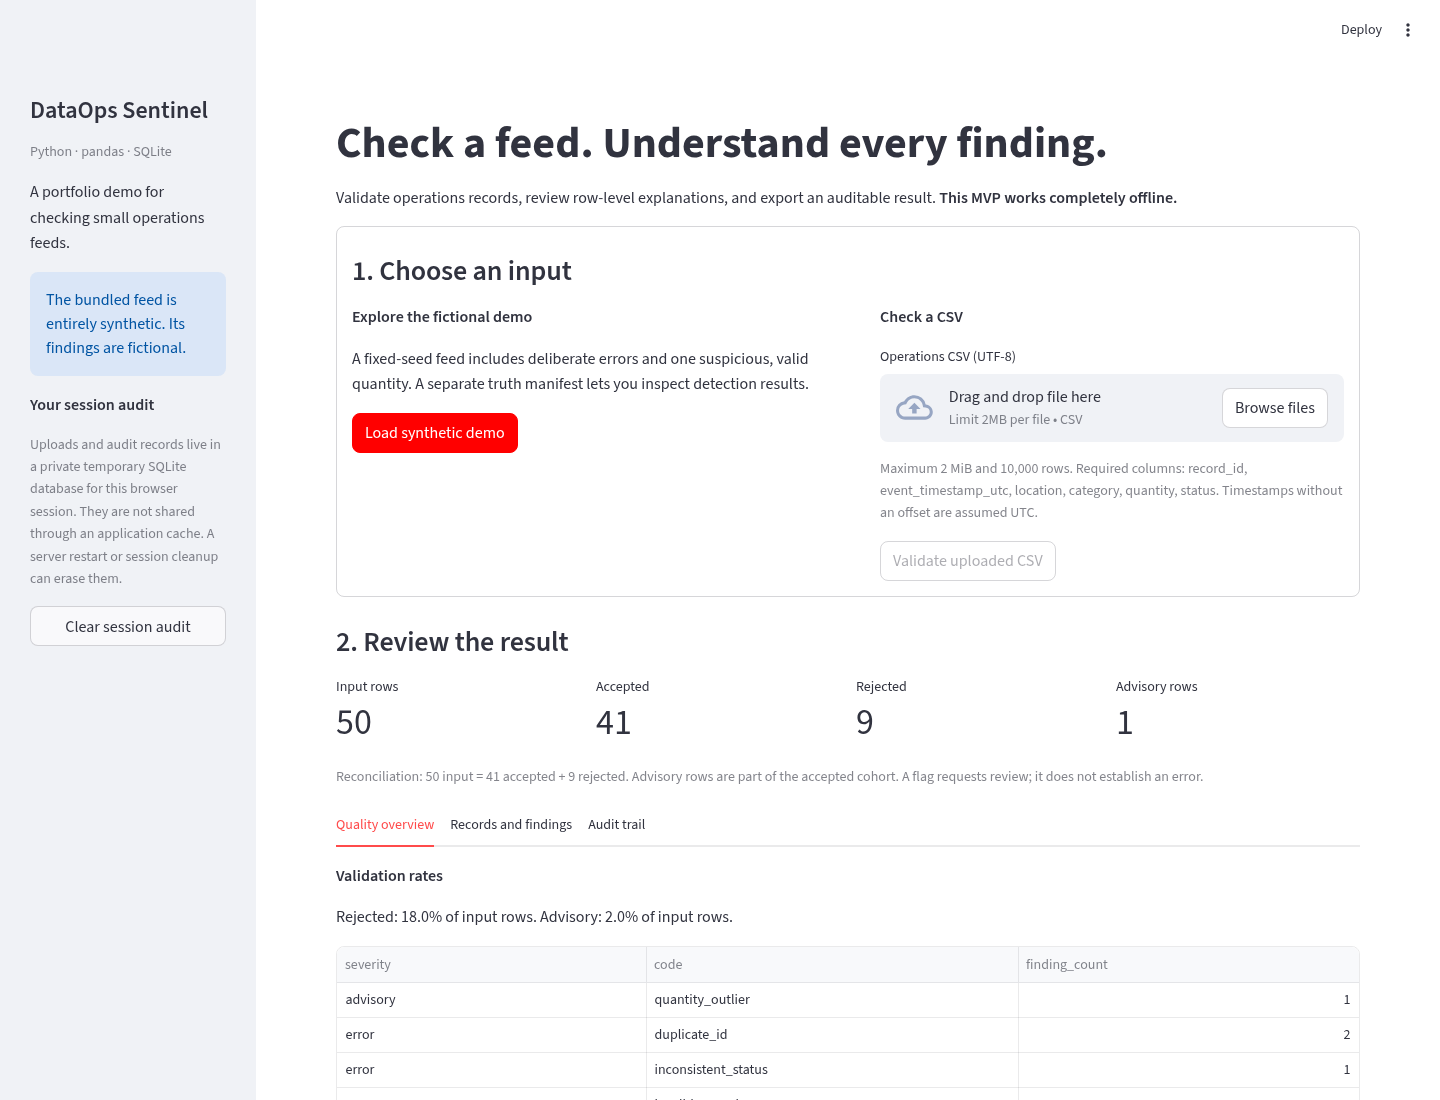 Deploy
DataOps Sentinel
Python · pandas · SQLite
A portfolio demo for
checking small operations
feeds.
The bundled feed is
entirely synthetic. Its
findings are fictional.
Your session audit
Uploads and audit records live in
a private temporary SQLite
database for this browser
session. They are not shared
through an application cache. A
server restart or session cleanup
can erase them.
Clear session audit
Check a feed. Understand every finding.
Validate operations records, review row-level explanations, and export an auditable result. This MVP works completely offline.
1. Choose an input
Explore the fictional demo
A fixed-seed feed includes deliberate errors and one suspicious, valid
quantity. A separate truth manifest lets you inspect detection results.
Load synthetic demo
Check a CSV
Operations CSV (UTF-8)
Drag and drop file here
Limit 2MB per file • CSV
Browse files
Maximum 2 MiB and 10,000 rows. Required columns: record_id,
event_timestamp_utc, location, category, quantity, status. Timestamps without
an offset are assumed UTC.
Validate uploaded CSV
2. Review the result
Input rows
50
Accepted
41
Rejected
9
Advisory rows
1
Reconciliation: 50 input = 41 accepted + 9 rejected. Advisory rows are part of the accepted cohort. A flag requests review; it does not establish an error.
Quality overview
Records and findings
Audit trail
Validation rates
Rejected: 18.0% of input rows. Advisory: 2.0% of input rows.
severity code finding_count
advisory quantity_outlier 1
error duplicate_id 2
error inconsistent_status 1